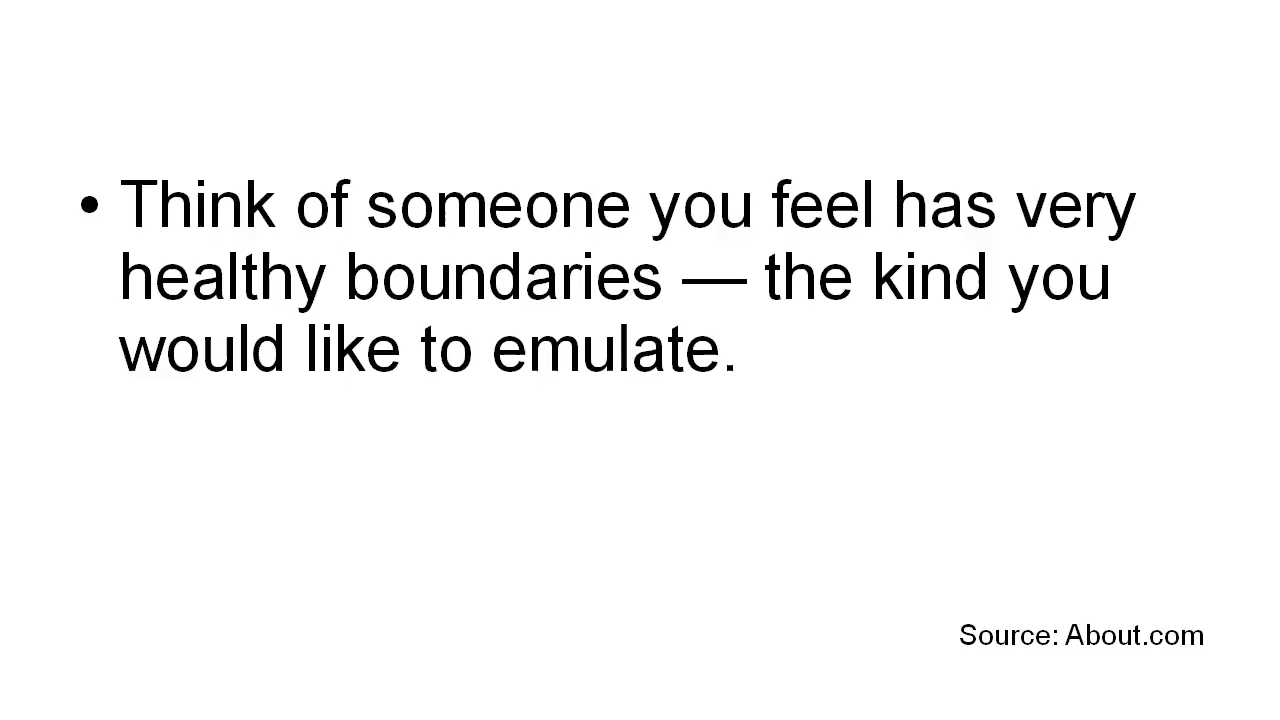 • Think of someone you feel has very
healthy boundaries — the kind you
would like to emulate.
Source: About.com